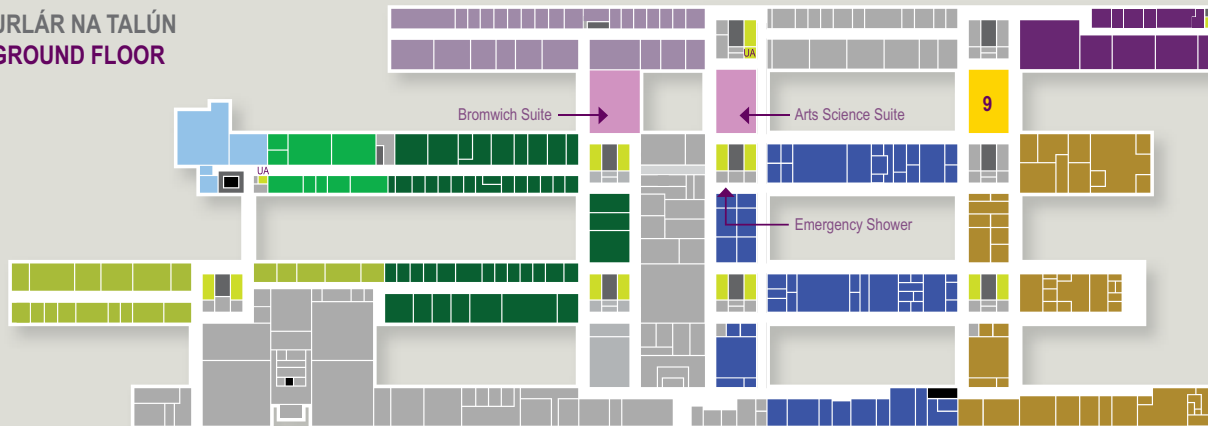 URLÁR NA TALÚN
GROUND FLOOR
UA
9
Bromwich Suite
Arts Science Suite
UA
Emergency Shower